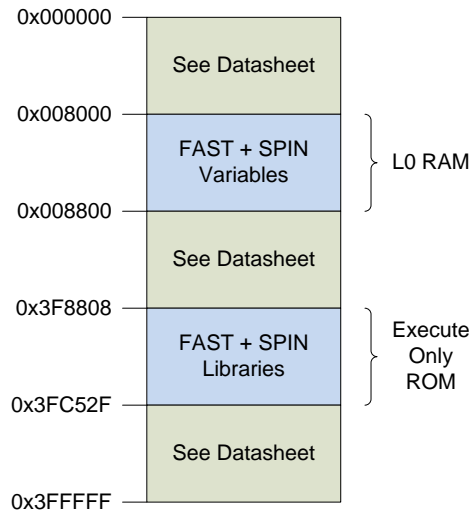 0x000000
See Datasheet
0x008000
FAST + SPIN
Variables
L0 RAM
0x008800
See Datasheet
0x3F8808
FAST + SPIN
Libraries
Execute
Only
ROM
0x3FC52F
See Datasheet
0x3FFFFF